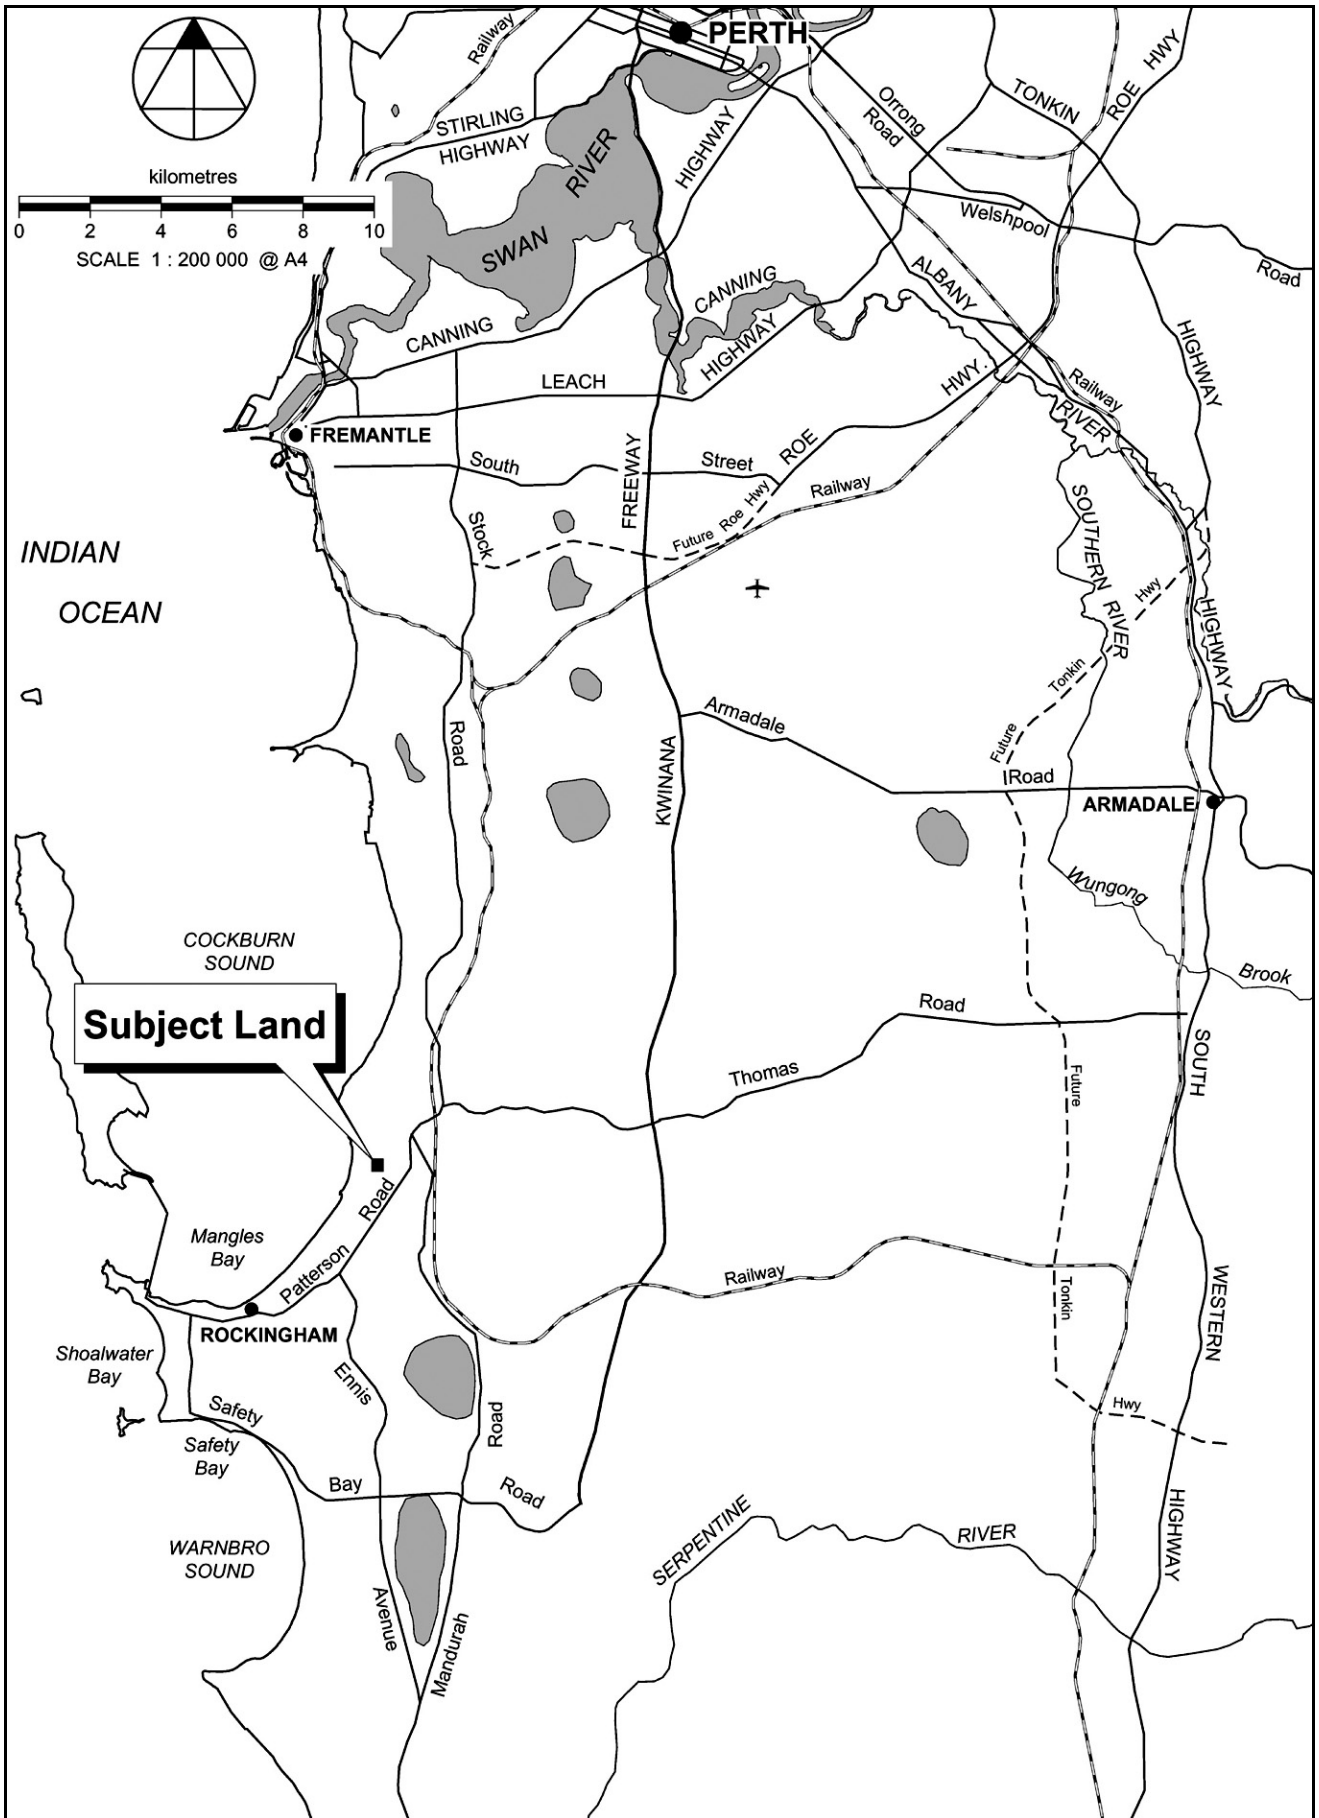 PERTH
Railway
STIRLING
HIGHWAY
RIVER
SWAN
HIGHWAY
Orrong
Road
TONKIN
ROE HWY
kilometres
0 2 4 6 8 10
SCALE 1 : 200 000 @ A4
Welshpool
Road
ALBANY
CANNING
CANNING
HIGHWAY
HIGHWAY
LEACH
HWY.
Railway
RIVER
FREMANTLE
South
Street
ROE
FREEWAY
Railway
Stock
Future Roe Hwy
SOUTHERN RIVER
INDIAN
OCEAN
Hwy
HIGHWAY
Tonkin
Future
Armadale
Road
Road
KWINANA
ARMADALE
Wungong
Brook
COCKBURN
SOUND
Subject Land
Road
Thomas
Future
SOUTH
Road
Patterson
Mangles
Bay
Railway
Tonkin
WESTERN
ROCKINGHAM
Shoalwater
Bay
Ennis
Hwy
Safety
Road
Safety
Bay
Bay
Road
HIGHWAY
WARNBRO
SOUND
SERPENTINE
RIVER
Avenue
Mandurah